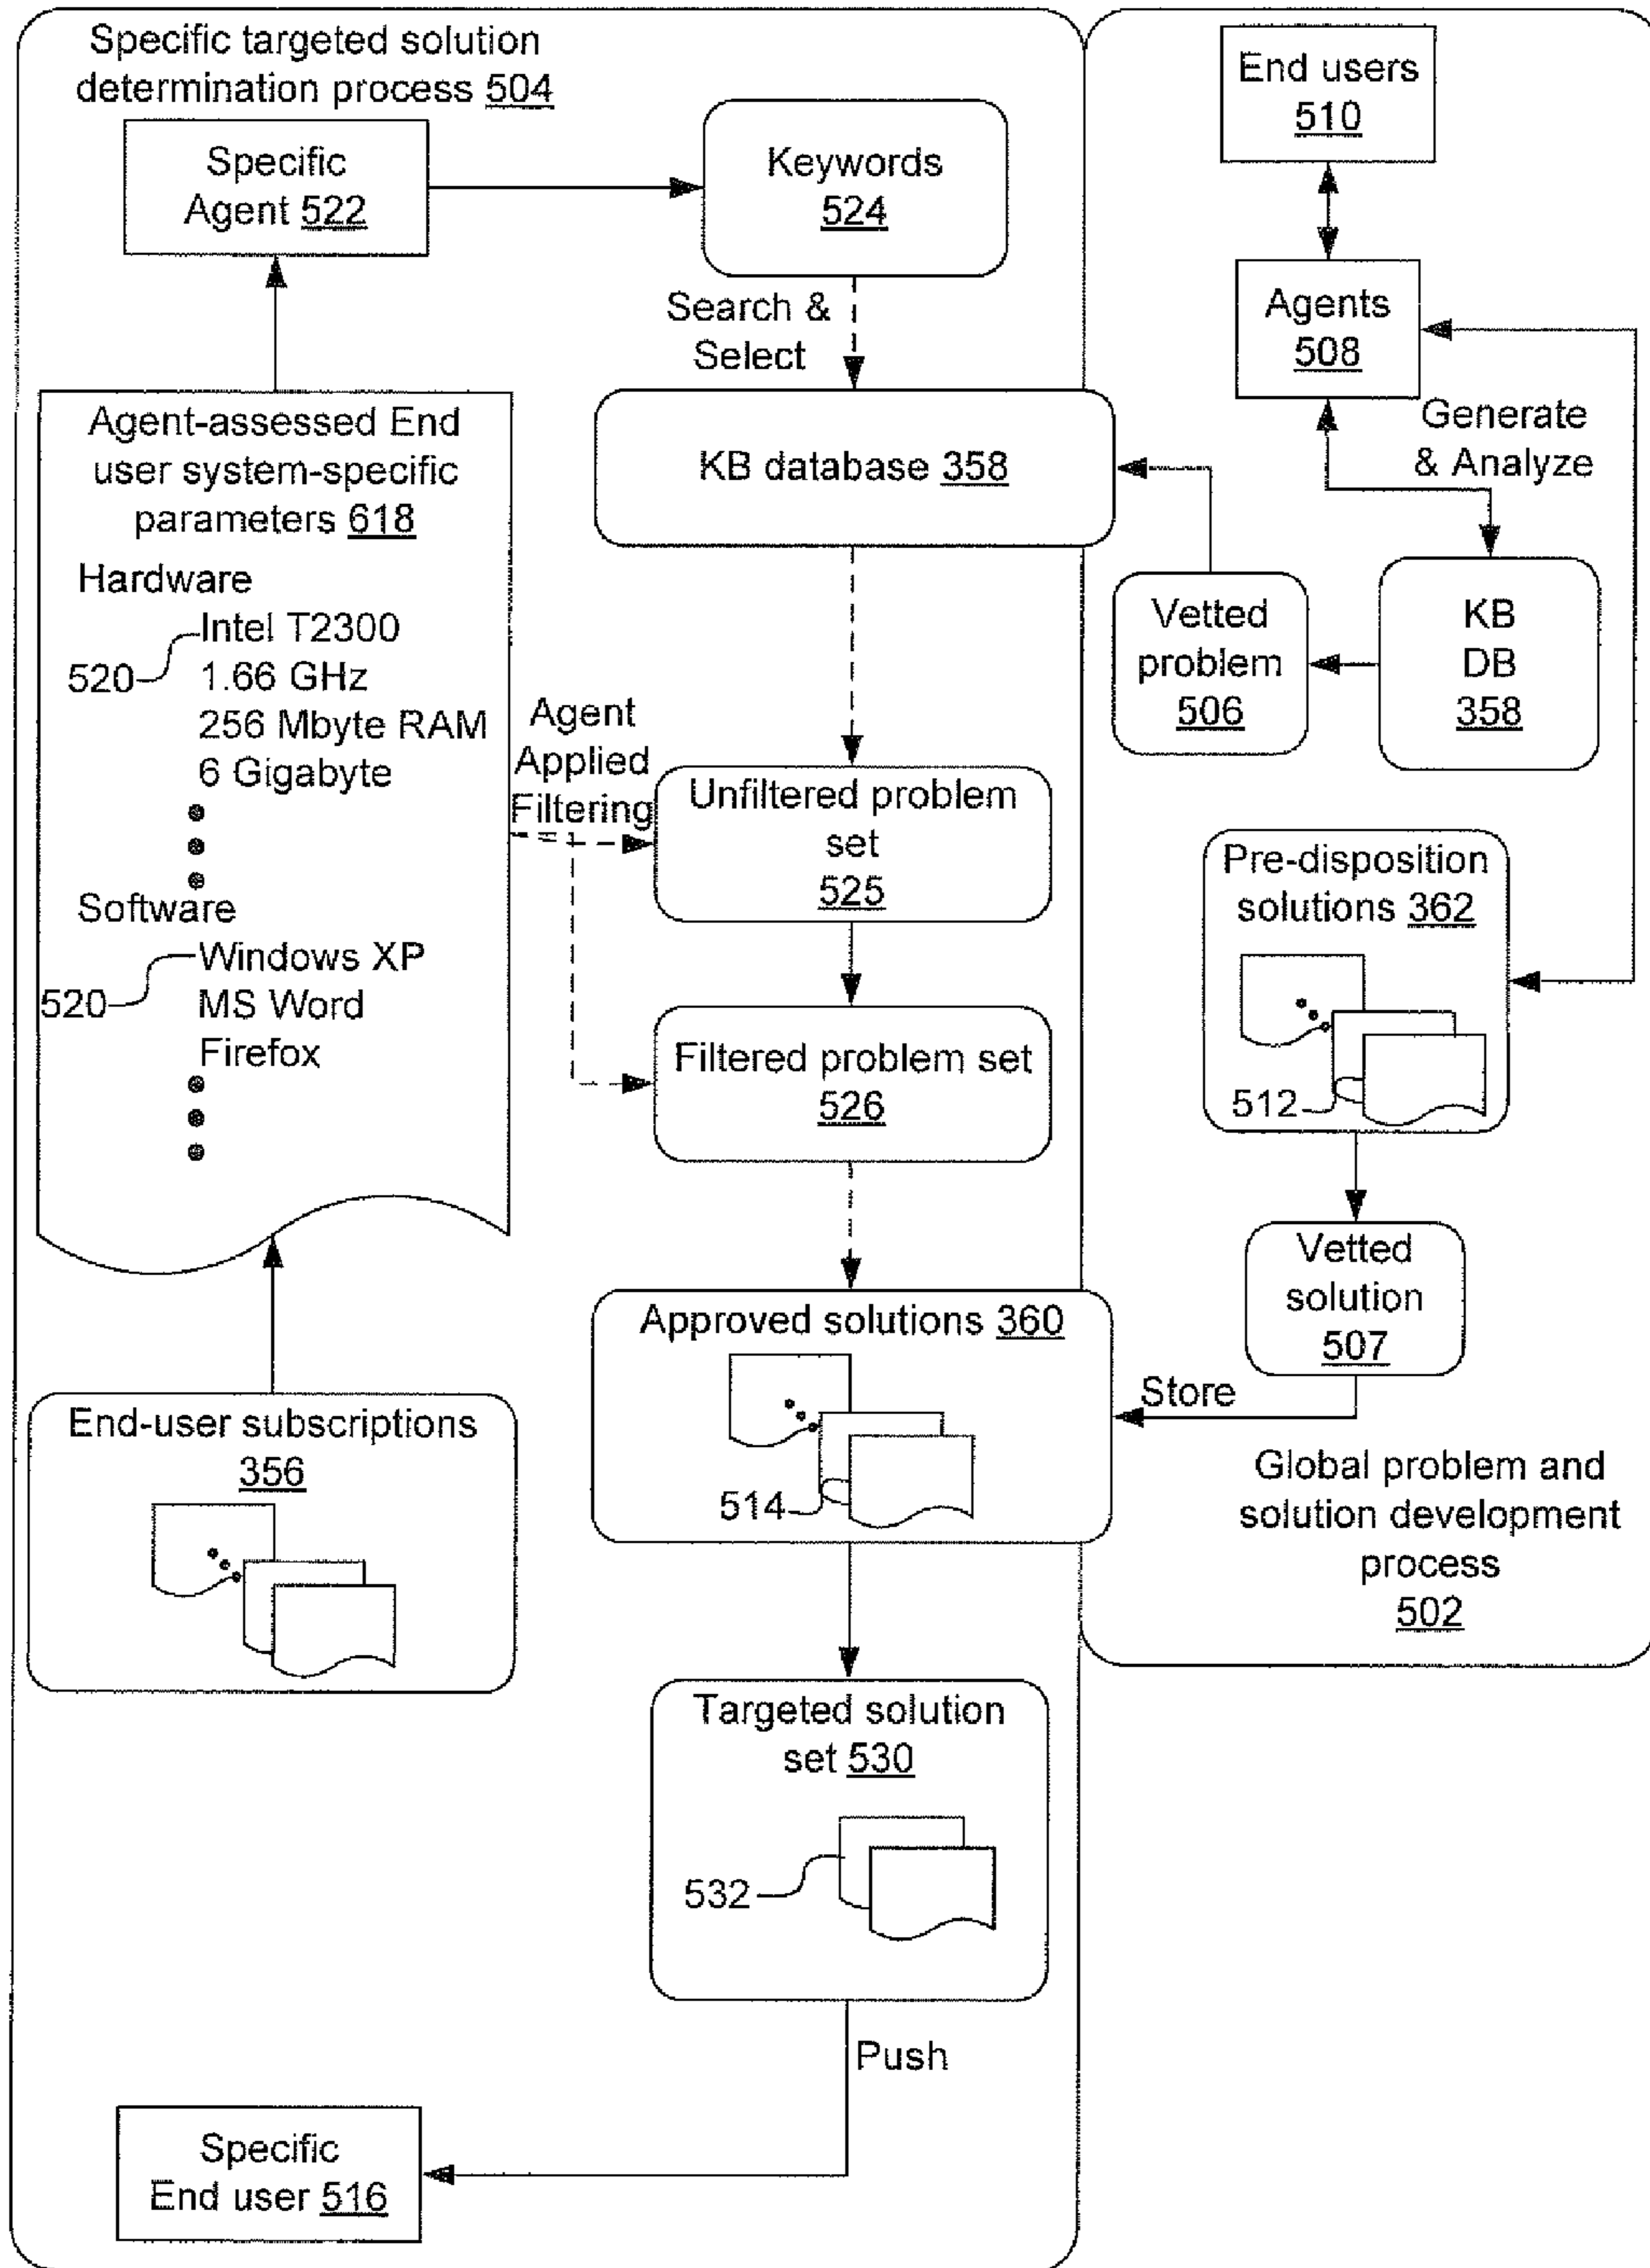 Specific targeted solution
determination process 504
Specific
Agent 522
Keywords
524
Search &
Select
Agent-assessed End
user system-specific
parameters 618
Hardware
Intel T2300
520
1.66 GHz
256 Mbyte RAM
6 Gigabyte
Software
Windows XP
520
MS Word
Firefox
KB database 358
Agent
Applied
Filtering
Unfiltered problem
set
525
Filtered problem set
526
Approved solutions 360
514
End-user subscriptions
356
Targeted solution
set 530
532
Push
Specific
End user 516
End users
510
Agents
508
Generate
& Analyze
Vetted
problem
506
KB
DB
358
Pre-disposition
solutions 362
512
Vetted
solution
507
Store
Global problem and
solution development
process
502